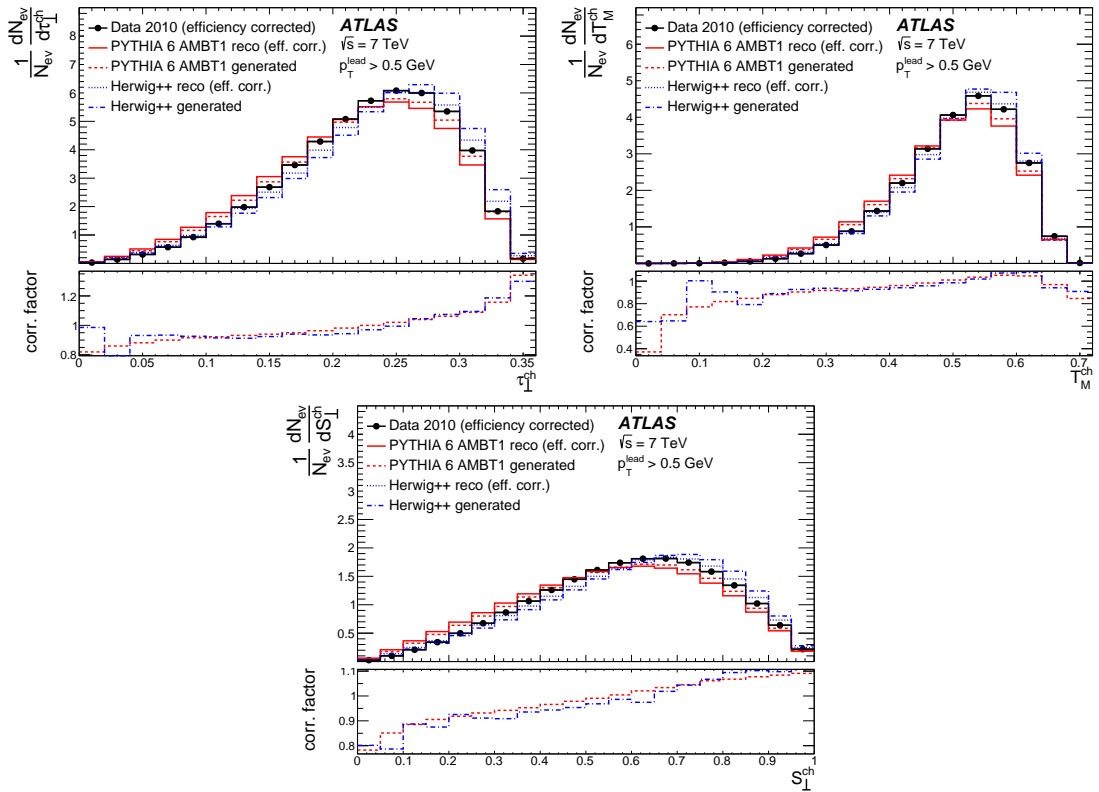 1/N_ev dN_ev/dτ_⊥^ch
Data 2010 (efficiency corrected)
PYTHIA 6 AMBT1 reco (eff. corr.)
PYTHIA 6 AMBT1 generated
Herwig++ reco (eff. corr.)
Herwig++ generated
ATLAS
√s = 7 TeV
p_T^lead > 0.5 GeV
8
7
6
5
4
3
2
1
corr. factor
1.2
1
0.8
0 0.05 0.1 0.15 0.2 0.25 0.3 0.35
τ_⊥^ch
1/N_ev dN_ev/dT_M^ch
Data 2010 (efficiency corrected)
PYTHIA 6 AMBT1 reco (eff. corr.)
PYTHIA 6 AMBT1 generated
Herwig++ reco (eff. corr.)
Herwig++ generated
ATLAS
√s = 7 TeV
p_T^lead > 0.5 GeV
6
5
4
3
2
1
corr. factor
1
0.8
0.6
0.4
0 0.1 0.2 0.3 0.4 0.5 0.6 0.7
T_M^ch
1/N_ev dN_ev/dS_⊥^ch
Data 2010 (efficiency corrected)
PYTHIA 6 AMBT1 reco (eff. corr.)
PYTHIA 6 AMBT1 generated
Herwig++ reco (eff. corr.)
Herwig++ generated
ATLAS
√s = 7 TeV
p_T^lead > 0.5 GeV
4
3.5
3
2.5
2
1.5
1
0.5
corr. factor
1.1
1
0.9
0.8
0 0.1 0.2 0.3 0.4 0.5 0.6 0.7 0.8 0.9 1
S_⊥^ch